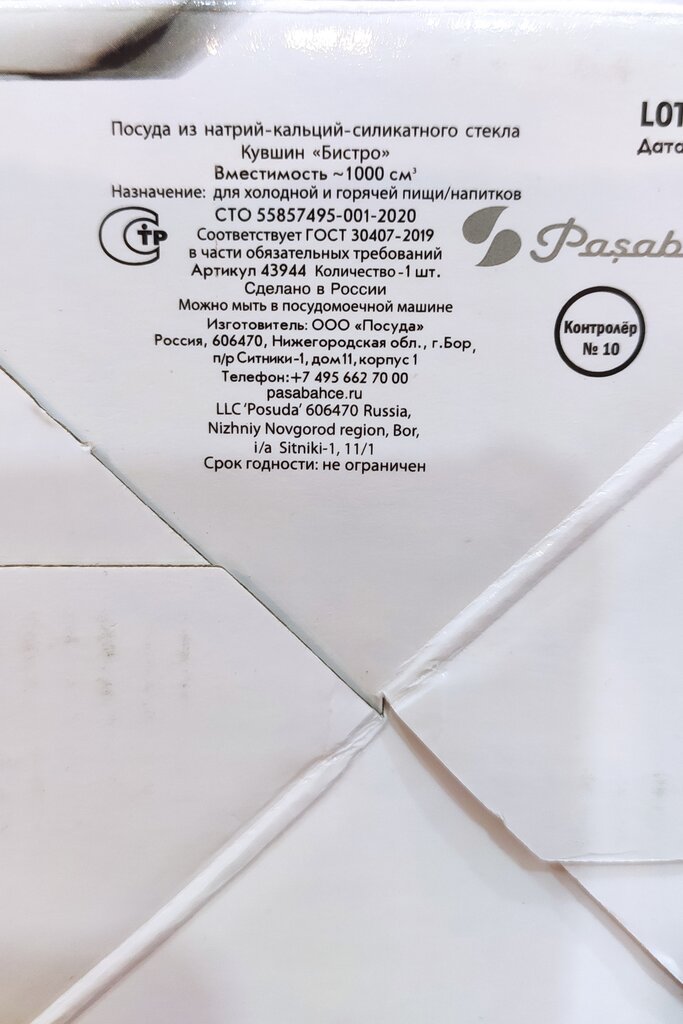 Посуда из натрий-кальций-силикатного стекла
Кувшин «Бистро»
Вместимость ~1000 см³
Назначение: для холодной и горячей пищи/напитков
СТО 55857495-001-2020
Соответствует ГОСТ 30407-2019
в части обязательных требований
Артикул 43944 Количество-1 шт.
Сделано в России
Можно мыть в посудомоечной машине
Изготовитель: ООО «Посуда»
Россия, 606470, Нижегородская обл., г.Бор,
п/р Ситники-1, дом 11, корпус 1
Телефон:+7 495 662 70 00
pasabahce.ru
LLC 'Posuda' 606470 Russia,
Nizhniy Novgorod region, Bor,
i/a Sitniki-1, 11/1
Срок годности: не ограничен
LOT
Дата
Paşab
Контролёр
№ 10